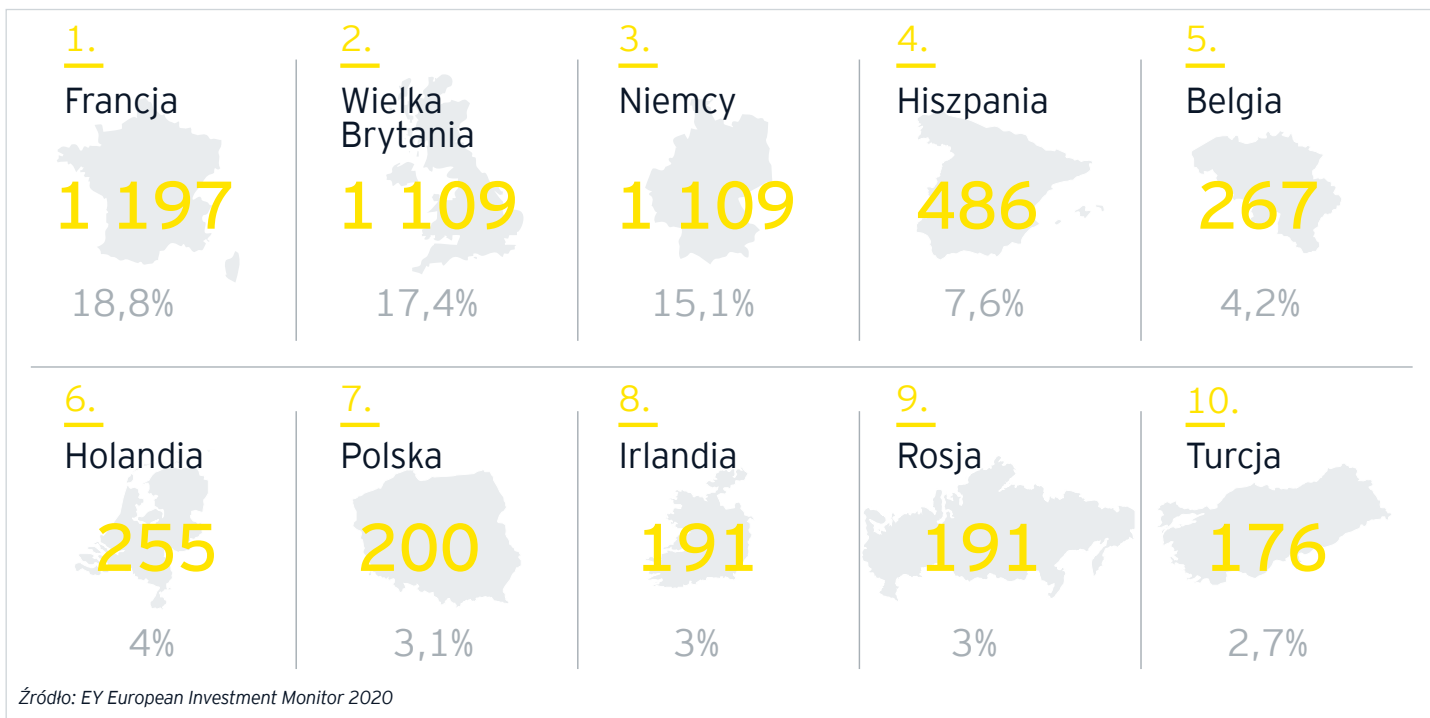 1.
Francja
1 197
18,8%
2.
Wielka
Brytania
1 109
17,4%
3.
Niemcy
1 109
15,1%
4.
Hiszpania
486
7,6%
5.
Belgia
267
4,2%
6.
Holandia
255
4%
7.
Polska
200
3,1%
8.
Irlandia
191
3%
9.
Rosja
191
3%
10.
Turcja
176
2,7%
Źródło: EY European Investment Monitor 2020